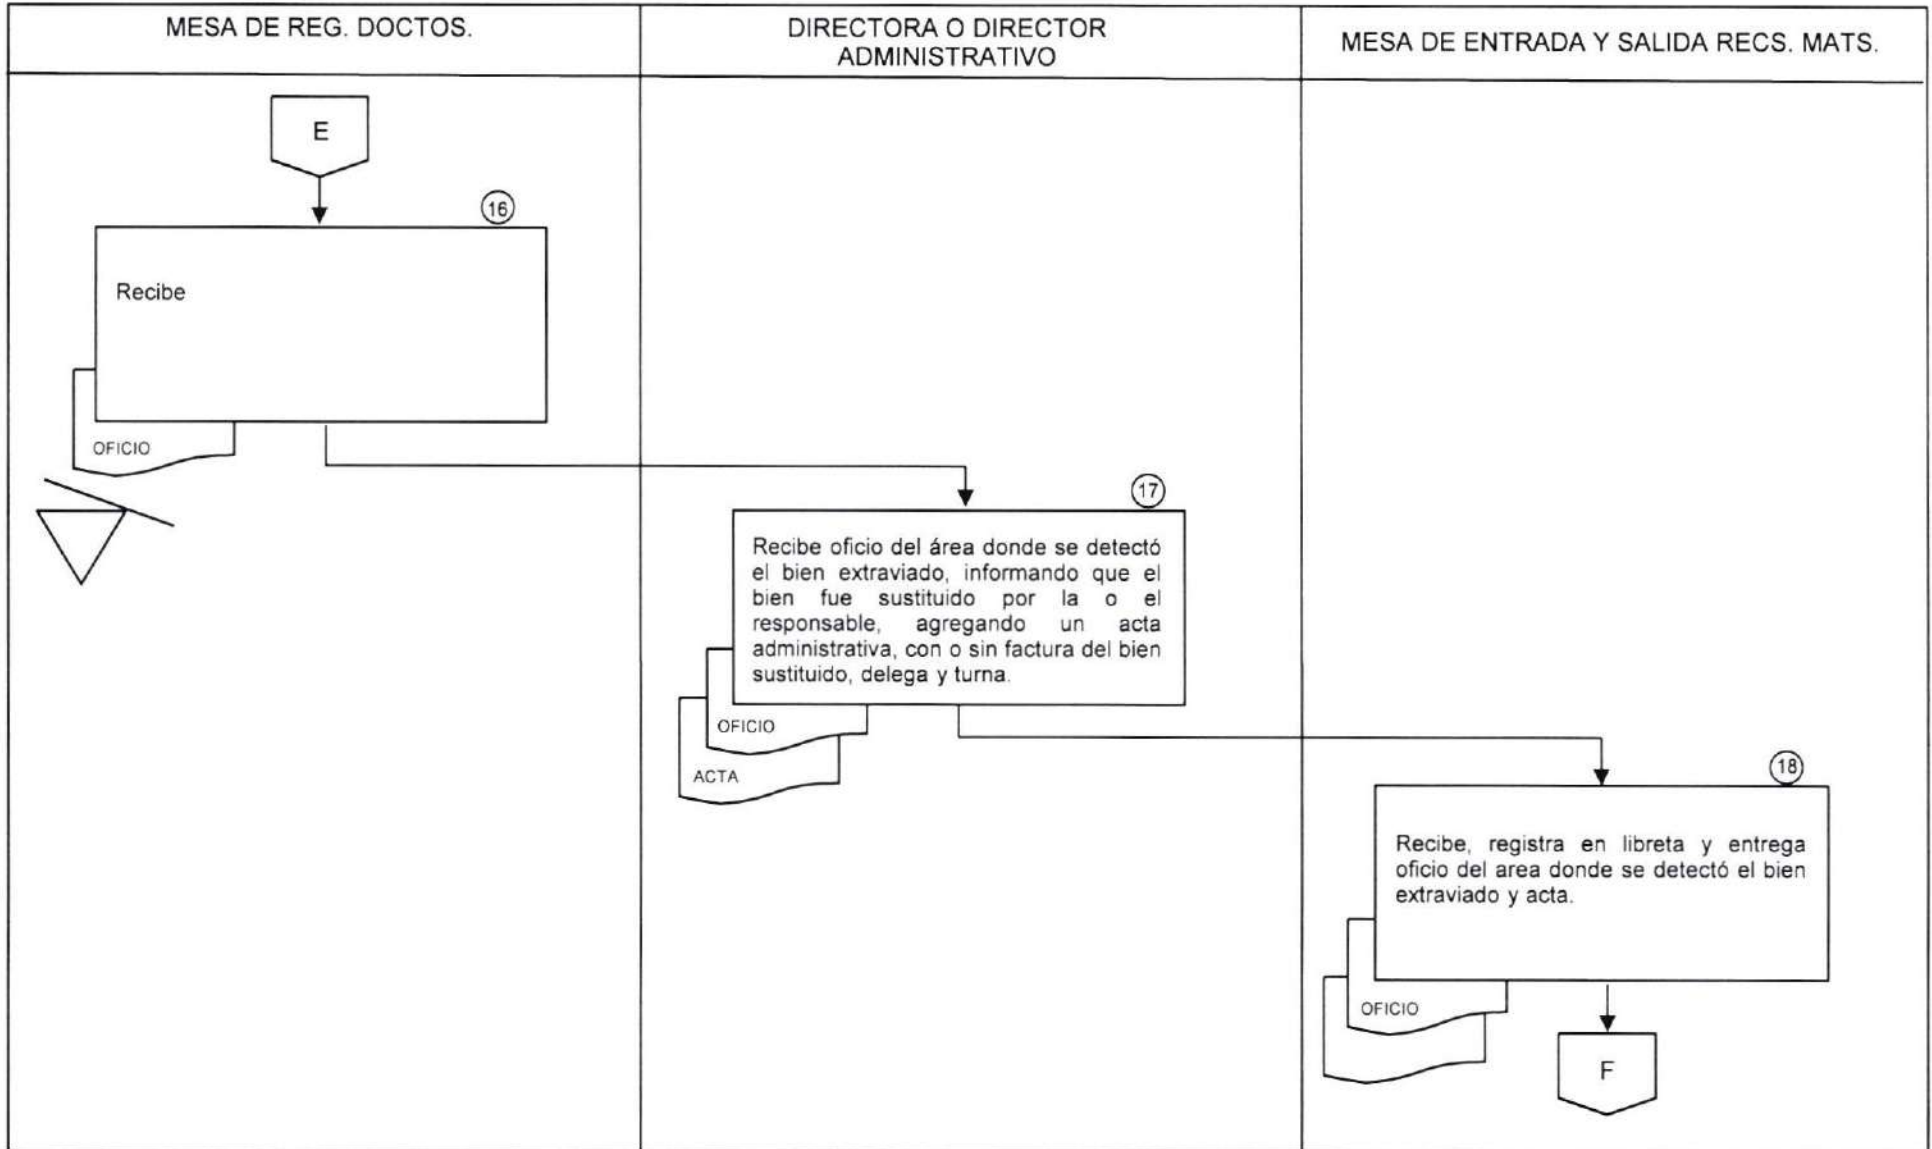 MESA DE REG. DOCTOS.
DIRECTORA O DIRECTOR
ADMINISTRATIVO
MESA DE ENTRADA Y SALIDA RECS. MATS.
E
16
Recibe
OFICIO
17
Recibe oficio del área donde se detectó
el bien extraviado, informando que el
bien fue sustituido por la o el
responsable, agregando un acta
administrativa, con o sin factura del bien
sustituido, delega y turna.
OFICIO
ACTA
18
Recibe, registra en libreta y entrega
oficio del area donde se detectó el bien
extraviado y acta.
OFICIO
F